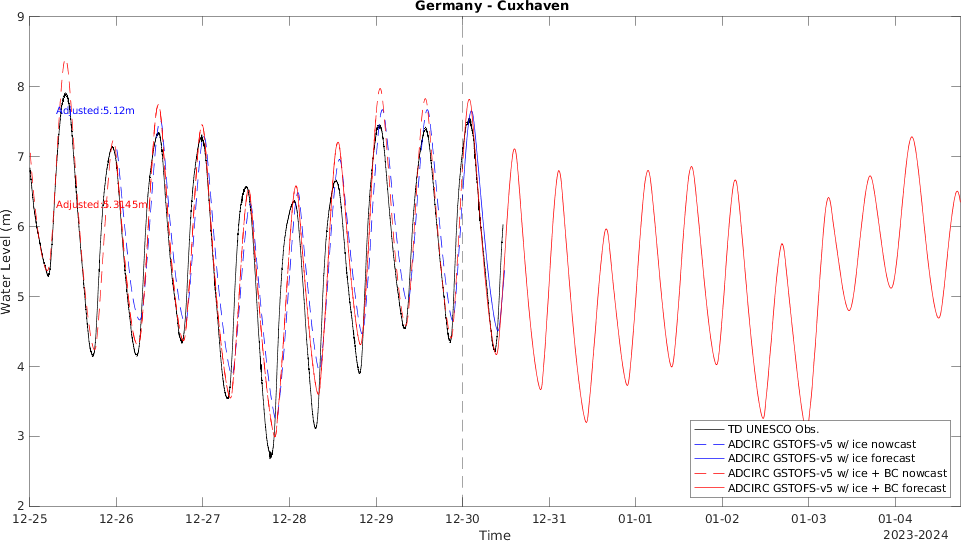 Germany - Cuxhaven
9
8
7
6
5
4
3
2
Water Level (m)
Adjusted:5.12m
Adjusted:5.3145m
TD UNESCO Obs.
ADCIRC GSTOFS-v5 w/ ice nowcast
ADCIRC GSTOFS-v5 w/ ice forecast
ADCIRC GSTOFS-v5 w/ ice + BC nowcast
ADCIRC GSTOFS-v5 w/ ice + BC forecast
12-25 12-26 12-27 12-28 12-29 12-30 12-31 01-01 01-02 01-03 01-04
2023-2024
Time